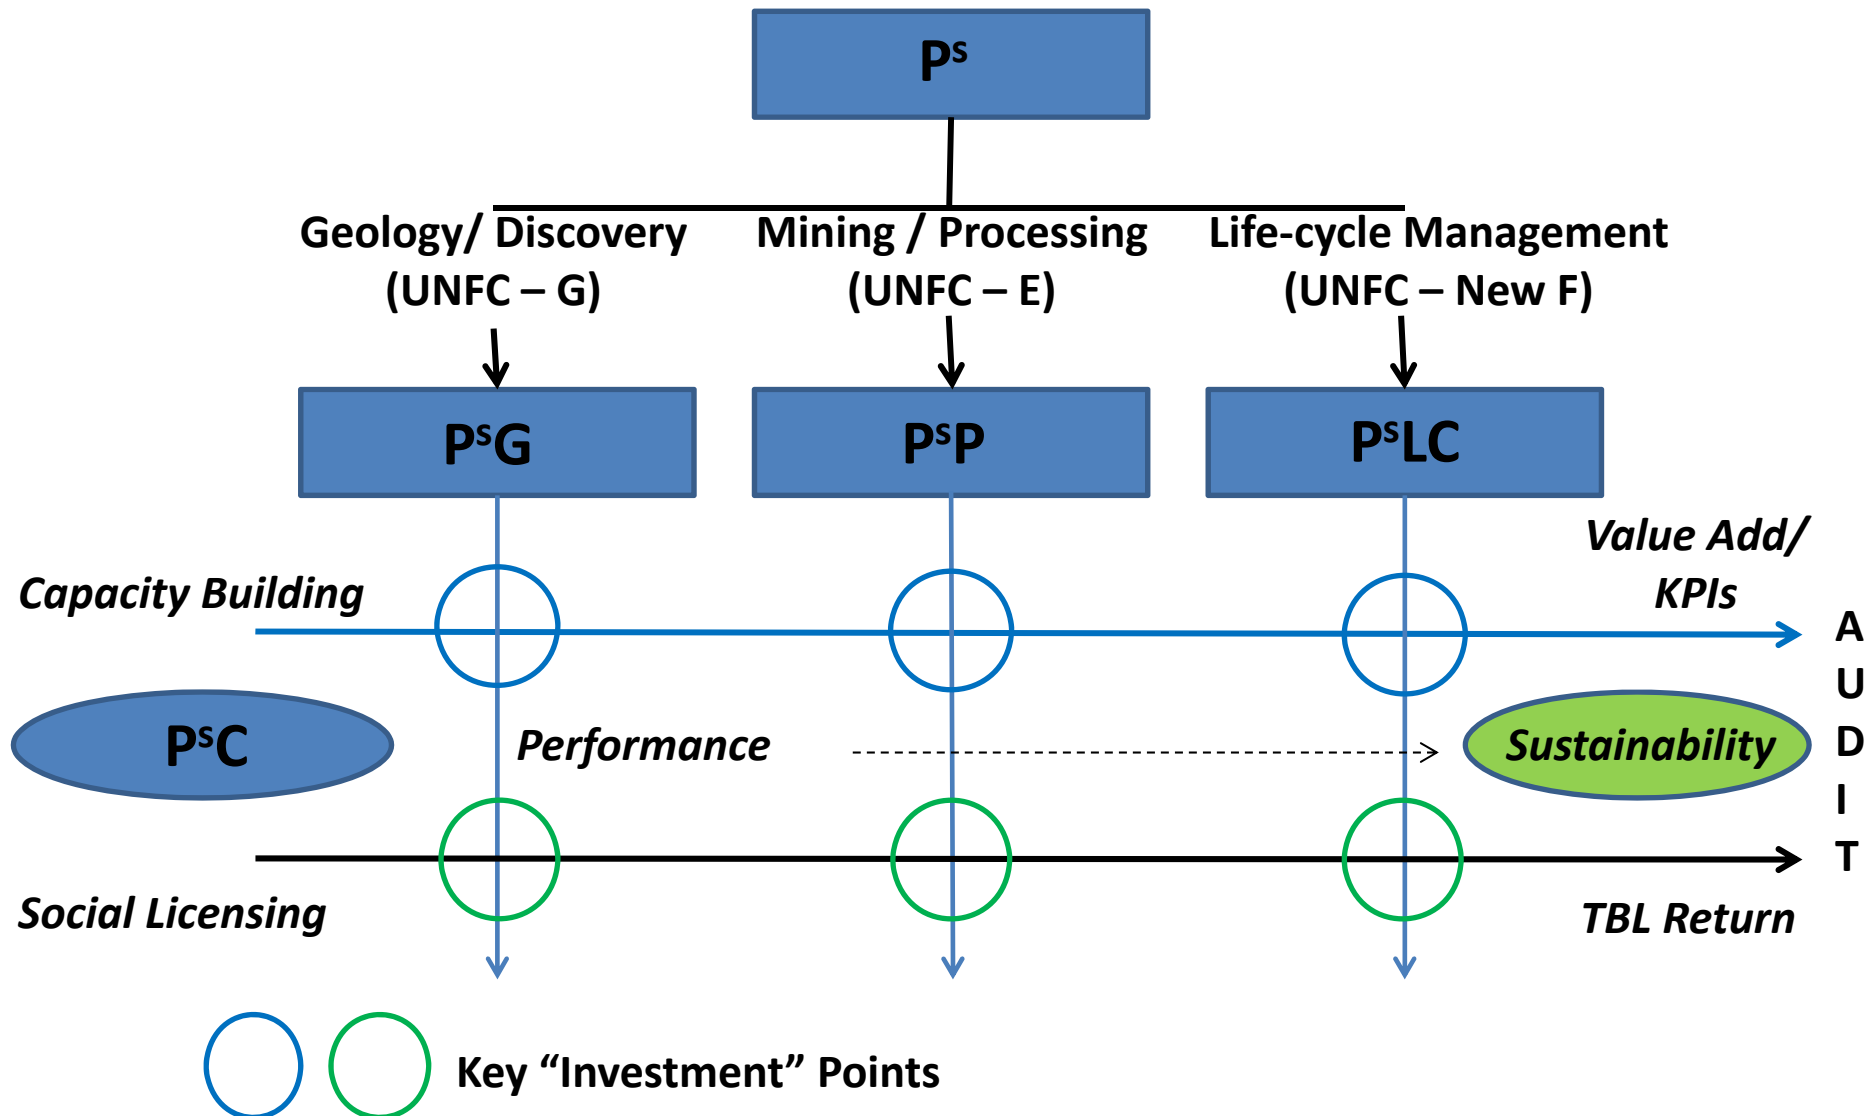 Pˢ
Geology/ Discovery
(UNFC – G)
Mining / Processing
(UNFC – E)
Life-cycle Management
(UNFC – New F)
PˢG
PˢP
PˢLC
Value Add/
KPIs
Capacity Building
PˢC
Performance
Sustainability
A
U
D
I
T
Social Licensing
TBL Return
Key “Investment” Points